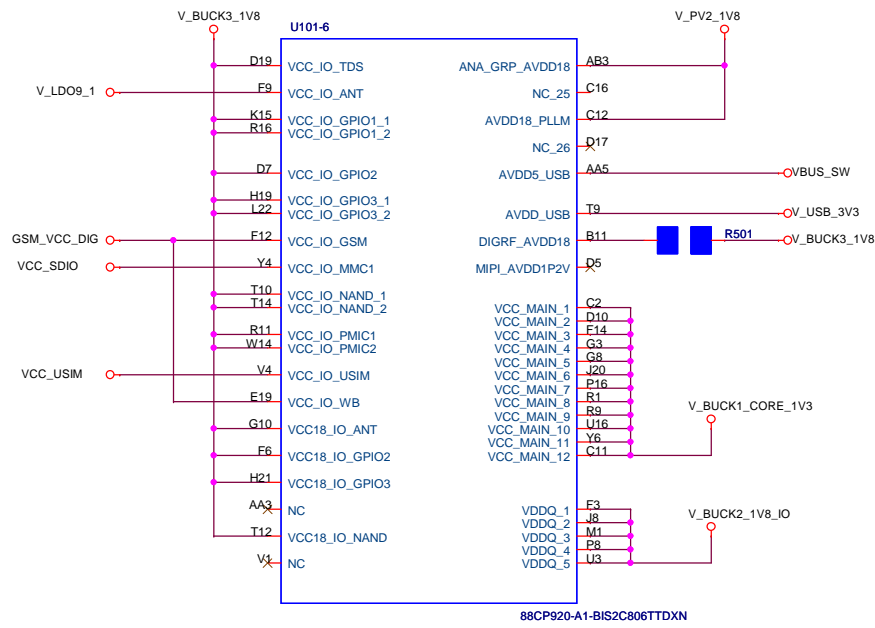 V_BUCK3_1V8
U101-6
V_PV2_1V8
D19 VCC_IO_TDS ANA_GRP_AVDD18 AB3
V_LDO9_1 F9 VCC_IO_ANT NC_25 C16
K15 VCC_IO_GPIO1_1 AVDD18_PLLM C12
R16 VCC_IO_GPIO1_2
NC_26 D17
D7 VCC_IO_GPIO2 AVDD5_USB AA5 VBUS_SW
H19 VCC_IO_GPIO3_1
L22 VCC_IO_GPIO3_2 AVDD_USB T9 V_USB_3V3
GSM_VCC_DIG F12 VCC_IO_GSM DIGRF_AVDD18 B11 R501 V_BUCK3_1V8
VCC_SDIO Y4 VCC_IO_MMC1 MIPI_AVDD1P2V D5
T10 VCC_IO_NAND_1
T14 VCC_IO_NAND_2 VCC_MAIN_1 C2
VCC_MAIN_2 D10
R11 VCC_IO_PMIC1 VCC_MAIN_3 F14
W14 VCC_IO_PMIC2 VCC_MAIN_4 G3
VCC_MAIN_5 G8
VCC_USIM V4 VCC_IO_USIM VCC_MAIN_6 J20
VCC_MAIN_7 P16
E19 VCC_IO_WB VCC_MAIN_8 R1
VCC_MAIN_9 R9 V_BUCK1_CORE_1V3
G10 VCC18_IO_ANT VCC_MAIN_10 U16
VCC_MAIN_11 Y6
F6 VCC18_IO_GPIO2 VCC_MAIN_12 C11
H21 VCC18_IO_GPIO3
AA3 NC VDDQ_1 F3
VDDQ_2 J8 V_BUCK2_1V8_IO
T12 VCC18_IO_NAND VDDQ_3 M1
VDDQ_4 P8
V1 NC VDDQ_5 U3
88CP920-A1-BIS2C806TTDXN